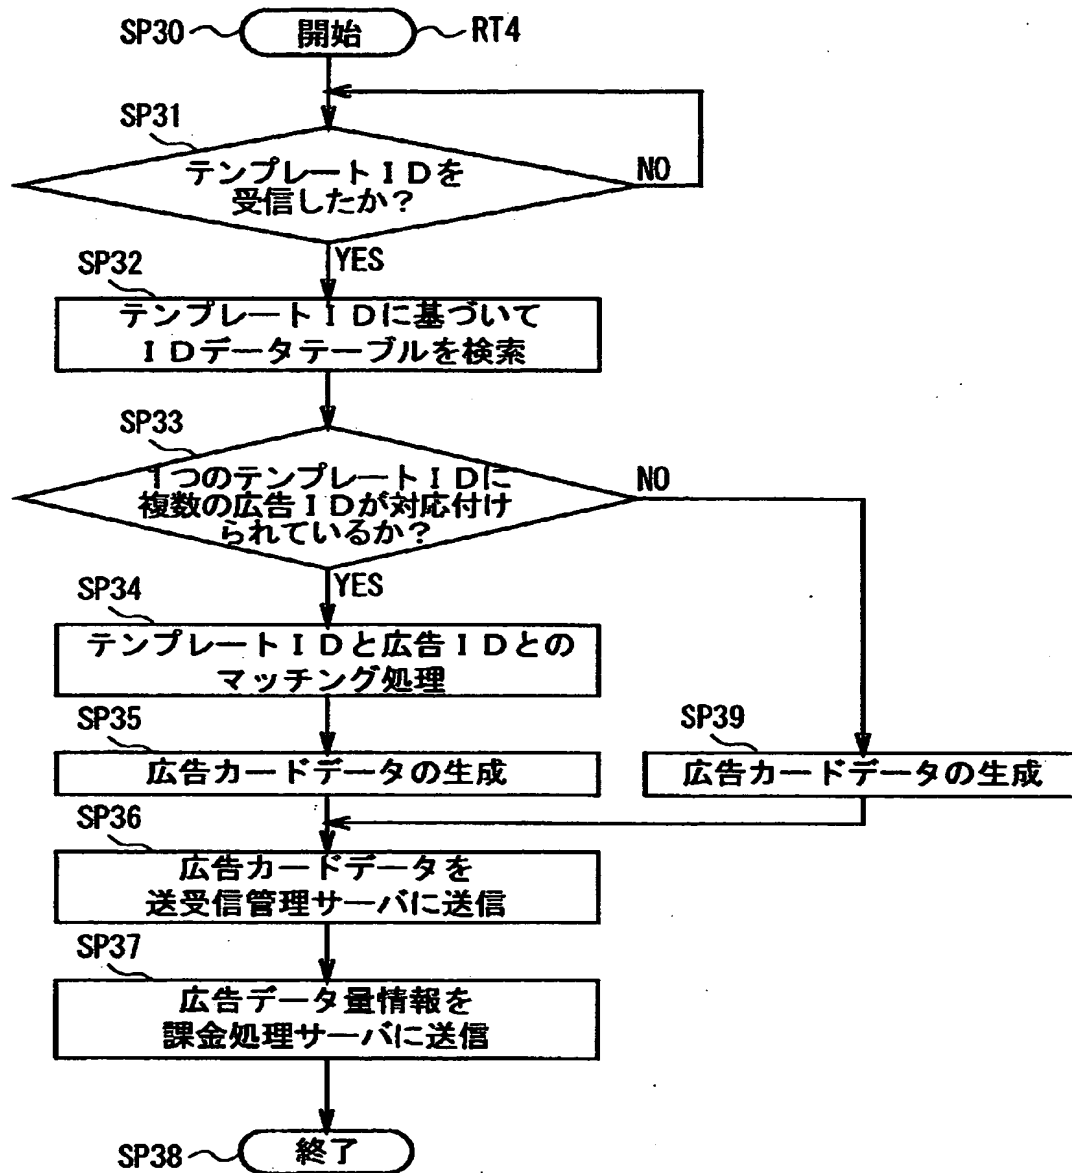 SP30
開始
RT4
SP31
テンプレートＩＤを
受信したか？
NO
YES
SP32
テンプレートＩＤに基づいて
ＩＤデータテーブルを検索
SP33
１つのテンプレートＩＤに
複数の広告ＩＤが対応付け
られているか？
NO
YES
SP34
テンプレートＩＤと広告ＩＤとの
マッチング処理
SP35
広告カードデータの生成
SP39
広告カードデータの生成
SP36
広告カードデータを
送受信管理サーバに送信
SP37
広告データ量情報を
課金処理サーバに送信
SP38
終了